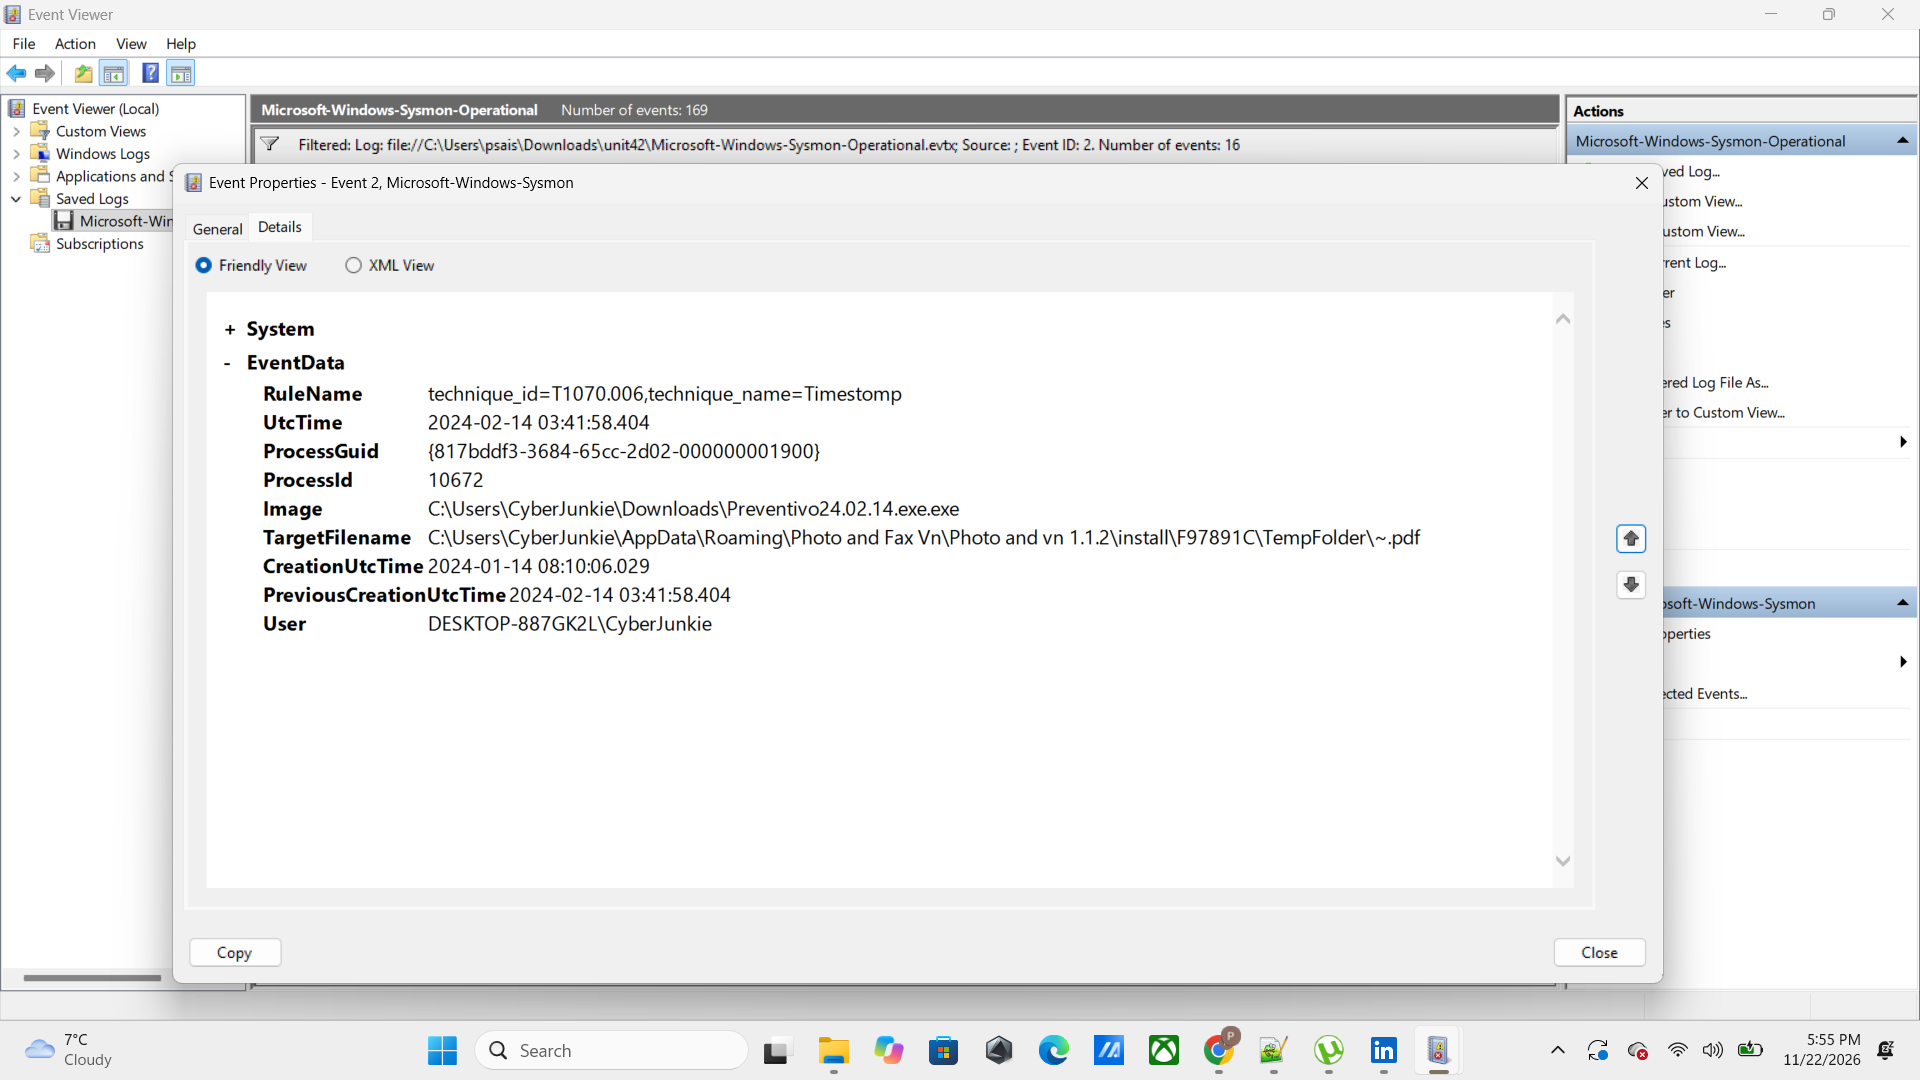 Event Viewer
File Action View Help
Event Viewer (Local)
Custom Views
Windows Logs
Applications and S
Saved Logs
Microsoft-Win
Subscriptions
Microsoft-Windows-Sysmon-Operational Number of events: 169
Filtered: Log: file://C:\Users\psais\Downloads\unit42\Microsoft-Windows-Sysmon-Operational.evtx; Source: ; Event ID: 2. Number of events: 16
Event Properties - Event 2, Microsoft-Windows-Sysmon
General Details
Friendly View XML View
+ System
- EventData
RuleName technique_id=T1070.006,technique_name=Timestomp
UtcTime 2024-02-14 03:41:58.404
ProcessGuid {817bddf3-3684-65cc-2d02-000000001900}
ProcessId 10672
Image C:\Users\CyberJunkie\Downloads\Preventivo24.02.14.exe.exe
TargetFilename C:\Users\CyberJunkie\AppData\Roaming\Photo and Fax Vn\Photo and vn 1.1.2\install\F97891C\TempFolder\~.pdf
CreationUtcTime 2024-01-14 08:10:06.029
PreviousCreationUtcTime 2024-02-14 03:41:58.404
User DESKTOP-887GK2L\CyberJunkie
Copy Close
Actions
Microsoft-Windows-Sysmon-Operational
ved Log...
ustom View...
ustom View...
rrent Log...
er
es
ered Log File As...
er to Custom View...
osoft-Windows-Sysmon
operties
ected Events...
7°C
Cloudy
Search
P
5:55 PM
11/22/2026